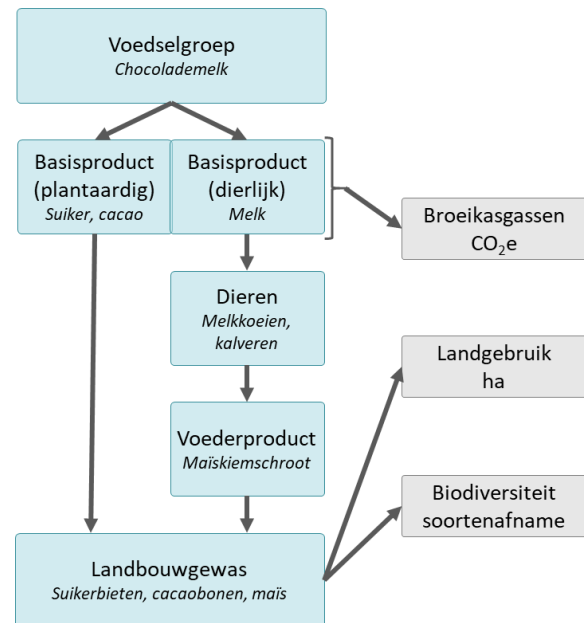 Voedselgroep
Chocolademelk
Basisproduct
(plantaardig)
Suiker, cacao
Basisproduct
(dierlijk)
Melk
Broeikasgassen
CO₂e
Dieren
Melkkoeien,
kalveren
Landgebruik
ha
Voederproduct
Maïskiemschroot
Biodiversiteit
soortenafname
Landbouwgewas
Suikerbieten, cacaobonen, maïs